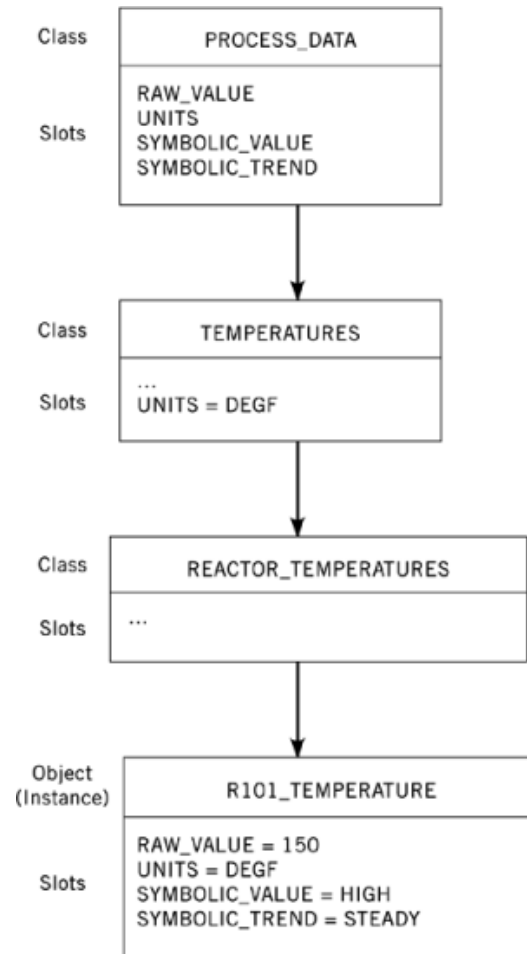 Class
PROCESS_DATA
Slots
RAW_VALUE
UNITS
SYMBOLIC_VALUE
SYMBOLIC_TREND
Class
TEMPERATURES
Slots
...
UNITS = DEGF
Class
REACTOR_TEMPERATURES
Slots
...
Object
(Instance)
R101_TEMPERATURE
Slots
RAW_VALUE = 150
UNITS = DEGF
SYMBOLIC_VALUE = HIGH
SYMBOLIC_TREND = STEADY